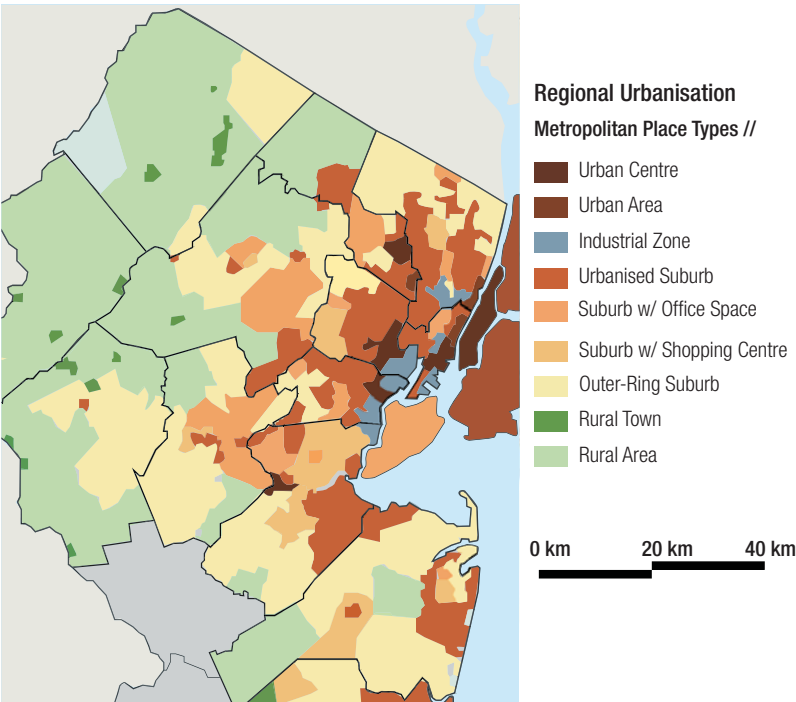 Regional Urbanisation
Metropolitan Place Types //
Urban Centre
Urban Area
Industrial Zone
Urbanised Suburb
Suburb w/ Office Space
Suburb w/ Shopping Centre
Outer-Ring Suburb
Rural Town
Rural Area
0 km 20 km 40 km